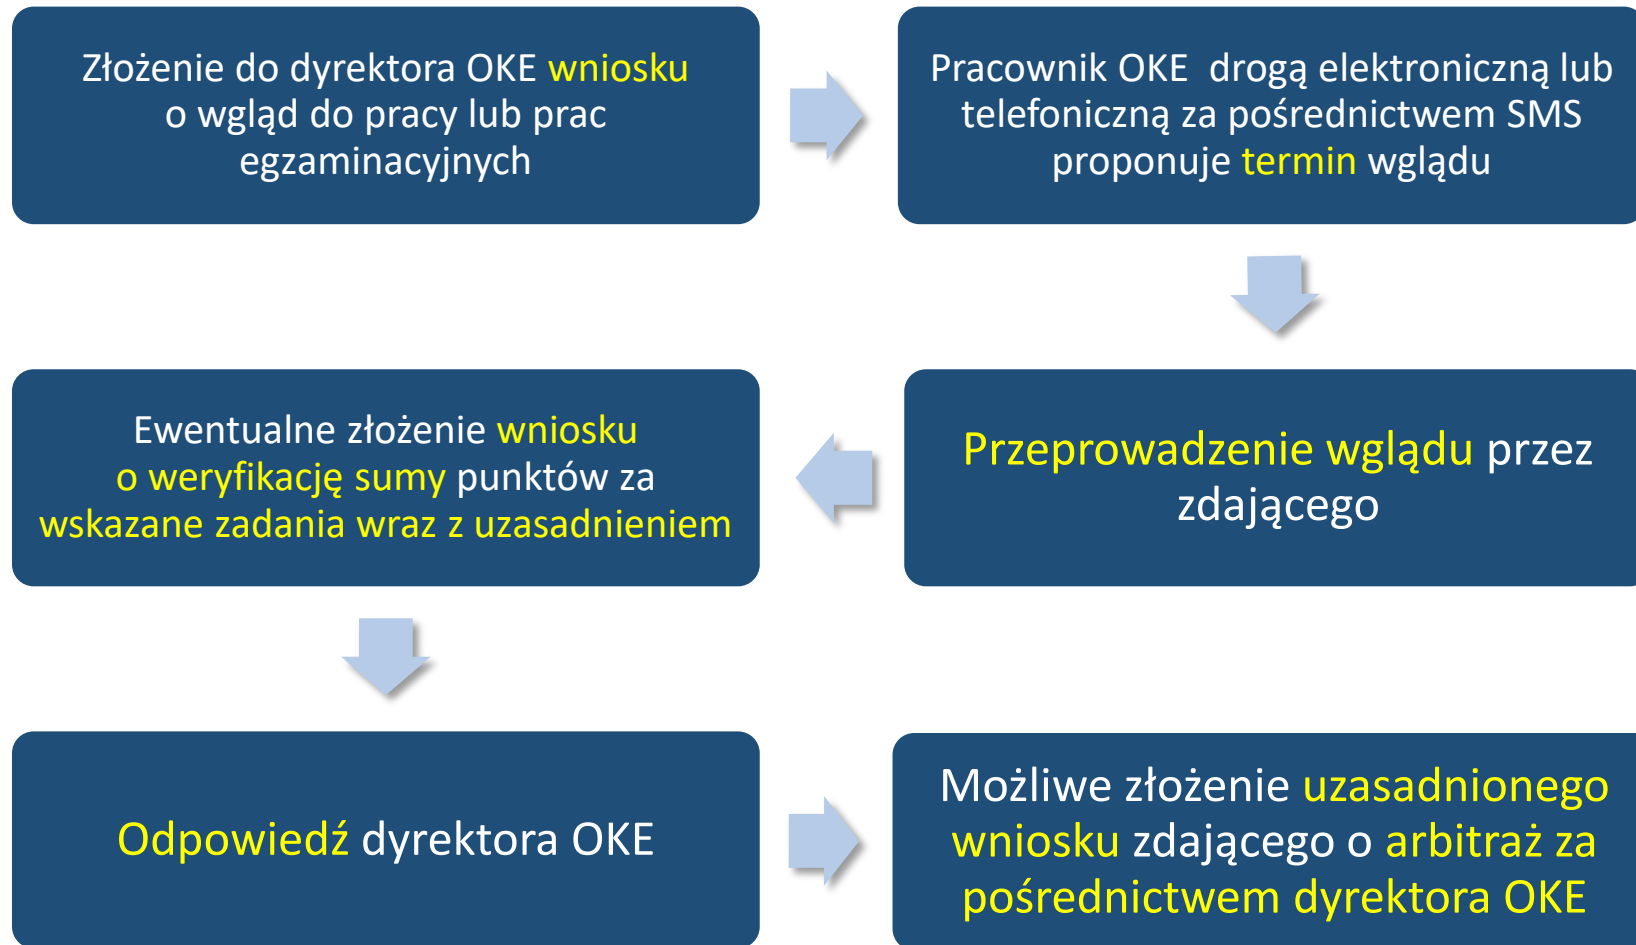 Złożenie do dyrektora OKE wniosku
o wgląd do pracy lub prac
egzaminacyjnych
Pracownik OKE drogą elektroniczną lub
telefoniczną za pośrednictwem SMS
proponuje termin wglądu
Przeprowadzenie wglądu przez
zdającego
Ewentualne złożenie wniosku
o weryfikację sumy punktów za
wskazane zadania wraz z uzasadnieniem
Odpowiedź dyrektora OKE
Możliwe złożenie uzasadnionego
wniosku zdającego o arbitraż za
pośrednictwem dyrektora OKE